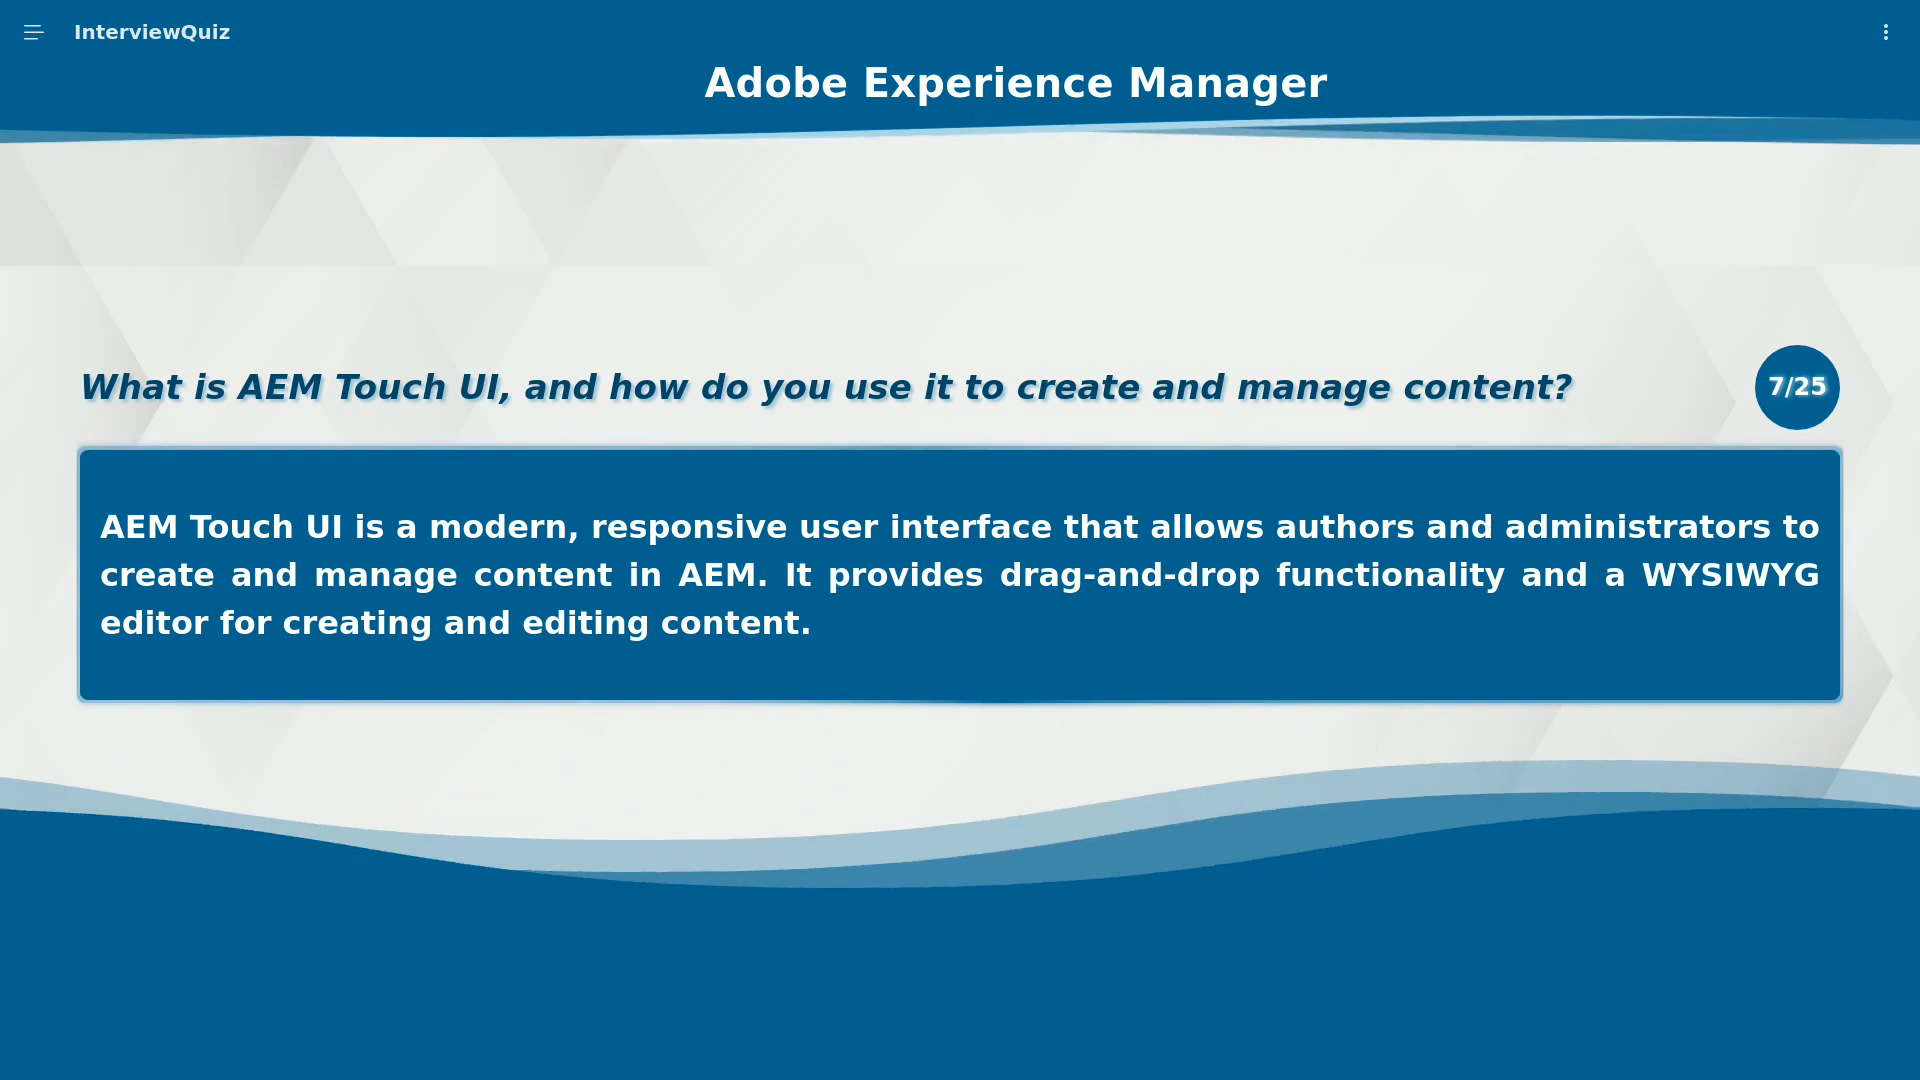 InterviewQuiz
Adobe Experience Manager
What is AEM Touch UI, and how do you use it to create and manage content?
7/25
AEM Touch UI is a modern, responsive user interface that allows authors and administrators to
create and manage content in AEM. It provides drag-and-drop functionality and a WYSIWYG
editor for creating and editing content.